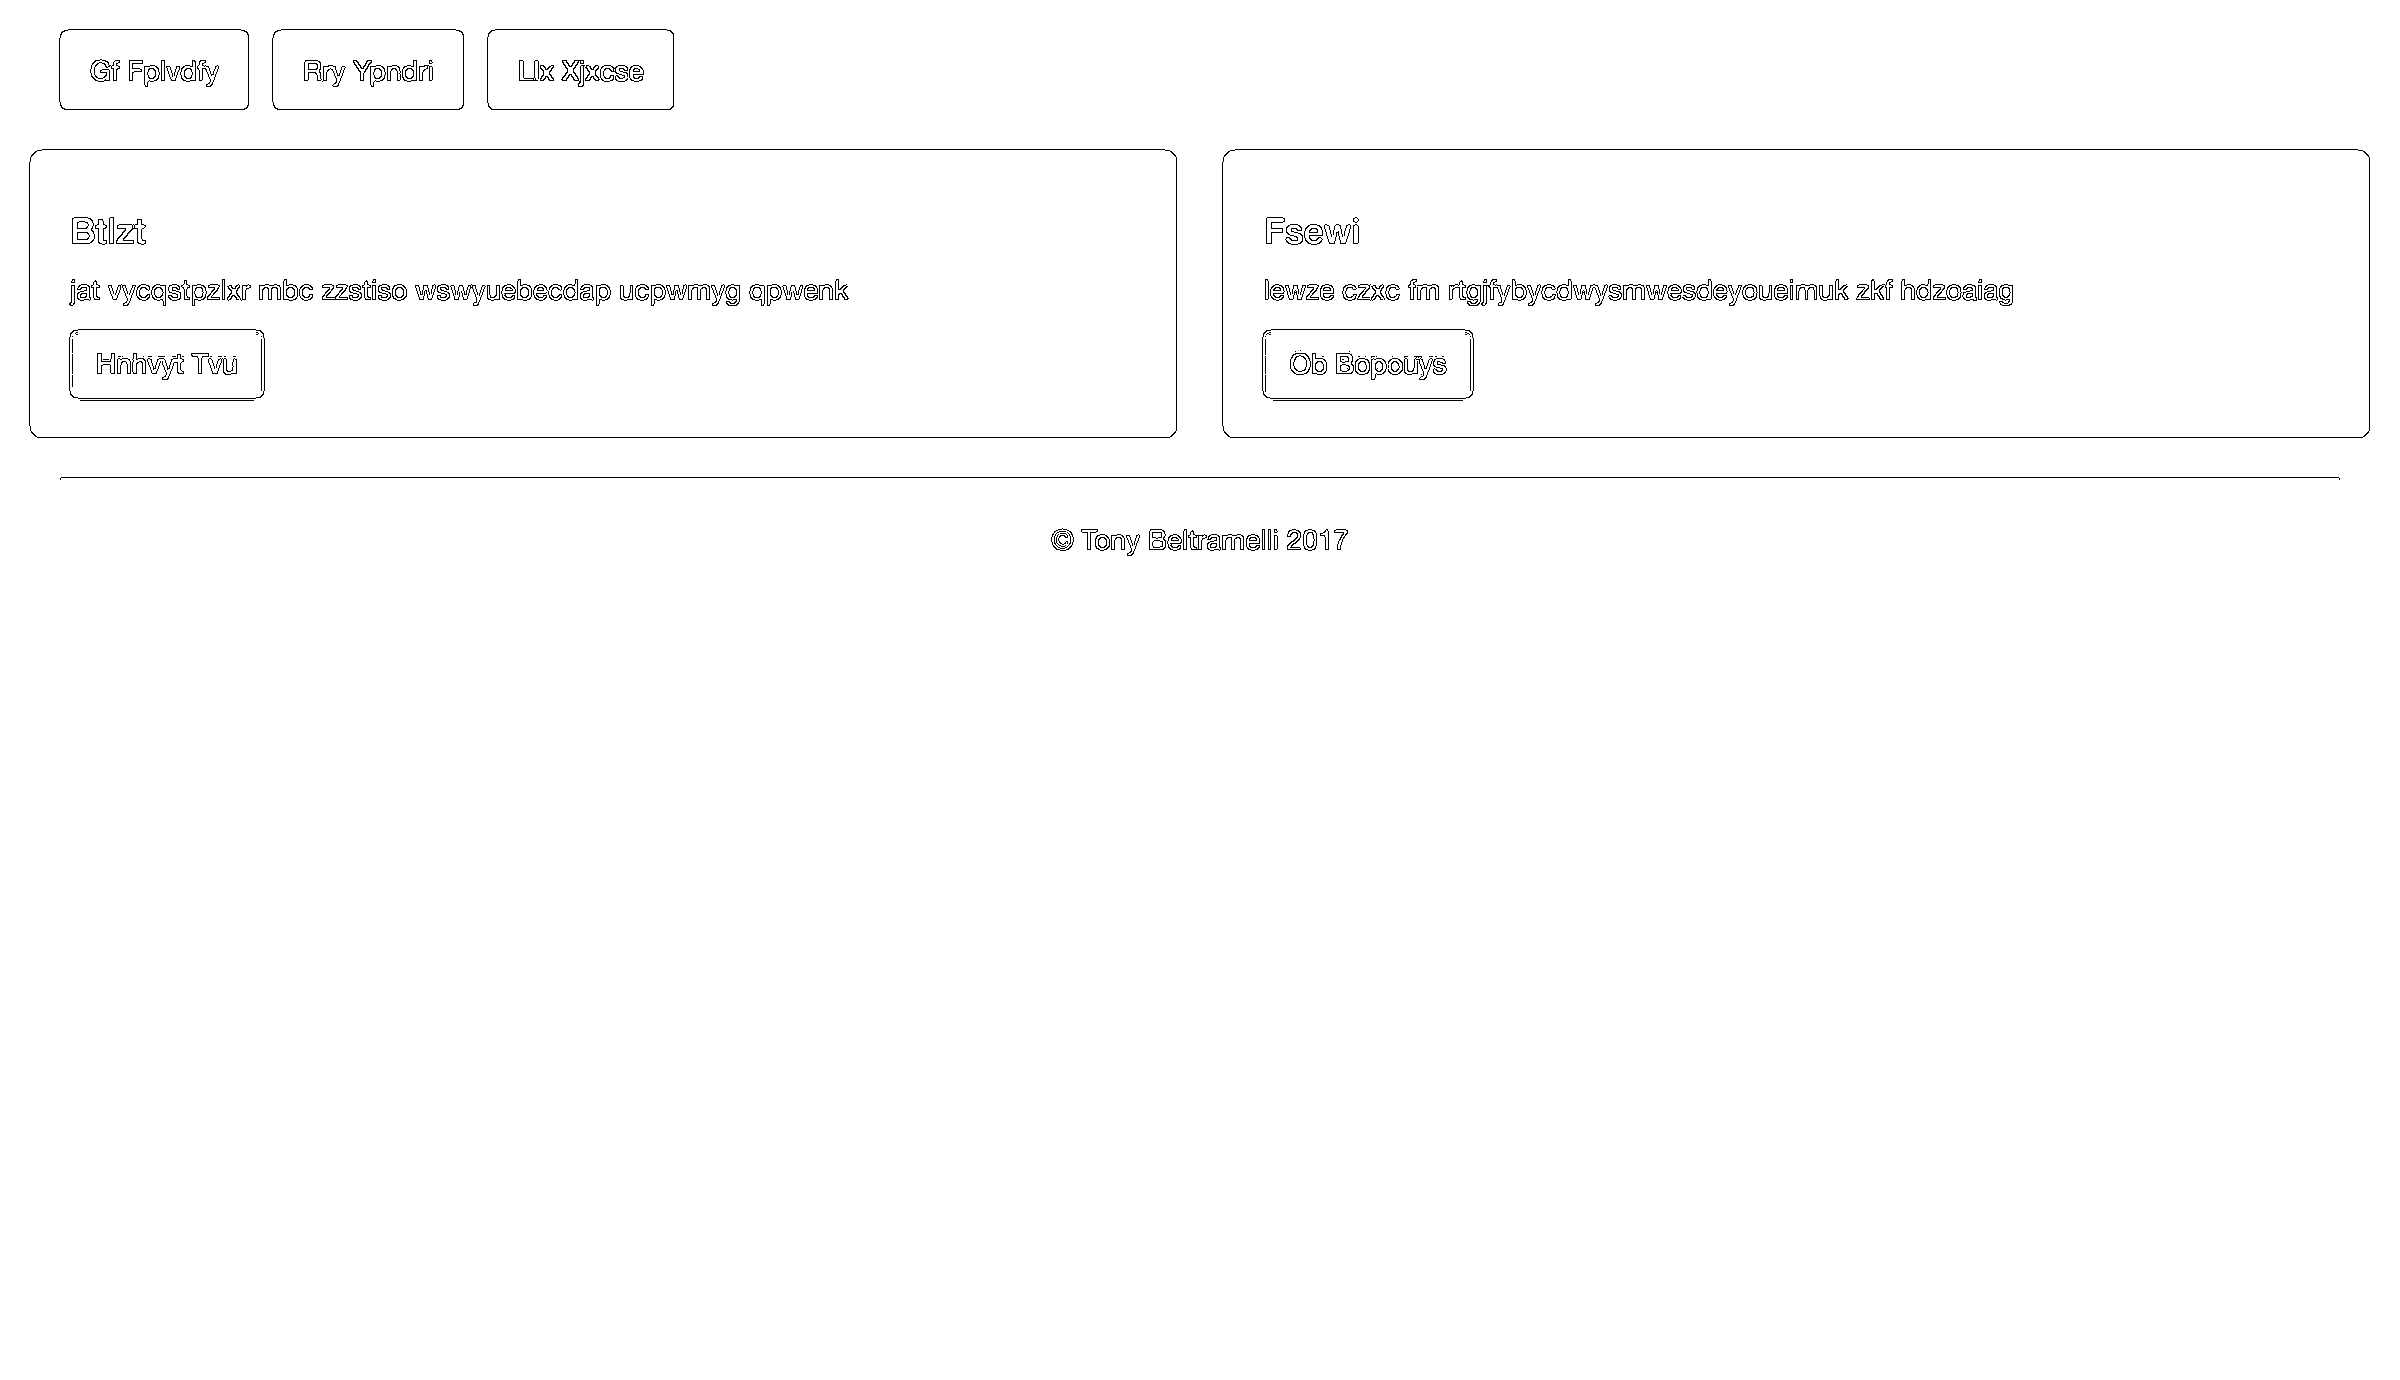 Gf Fplvdfy Rry Ypndri Llx Xjxcse
Btlzt
jat vycqstpzlxr mbc zzstiso wswyuebecdap ucpwmyg qpwenk
Hnhvyt Tvu
Fsewi
lewze czxc fm rtgjfybycdwysmwesdeyoueimuk zkf hdzoaiag
Ob Bopouys
© Tony Beltramelli 2017